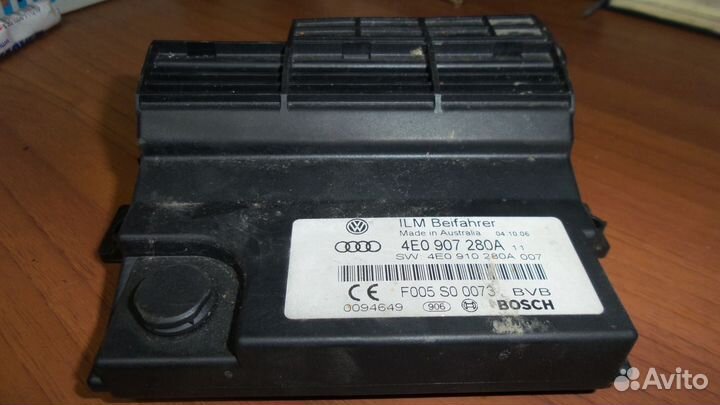 ILM Beifahrer
Made in Australia 04.10.06
4E0 907 280A 11
SW: 4E0 910 280A 007
CE F005 S0 0073 BVB
0094649 906 BOSCH
Avito